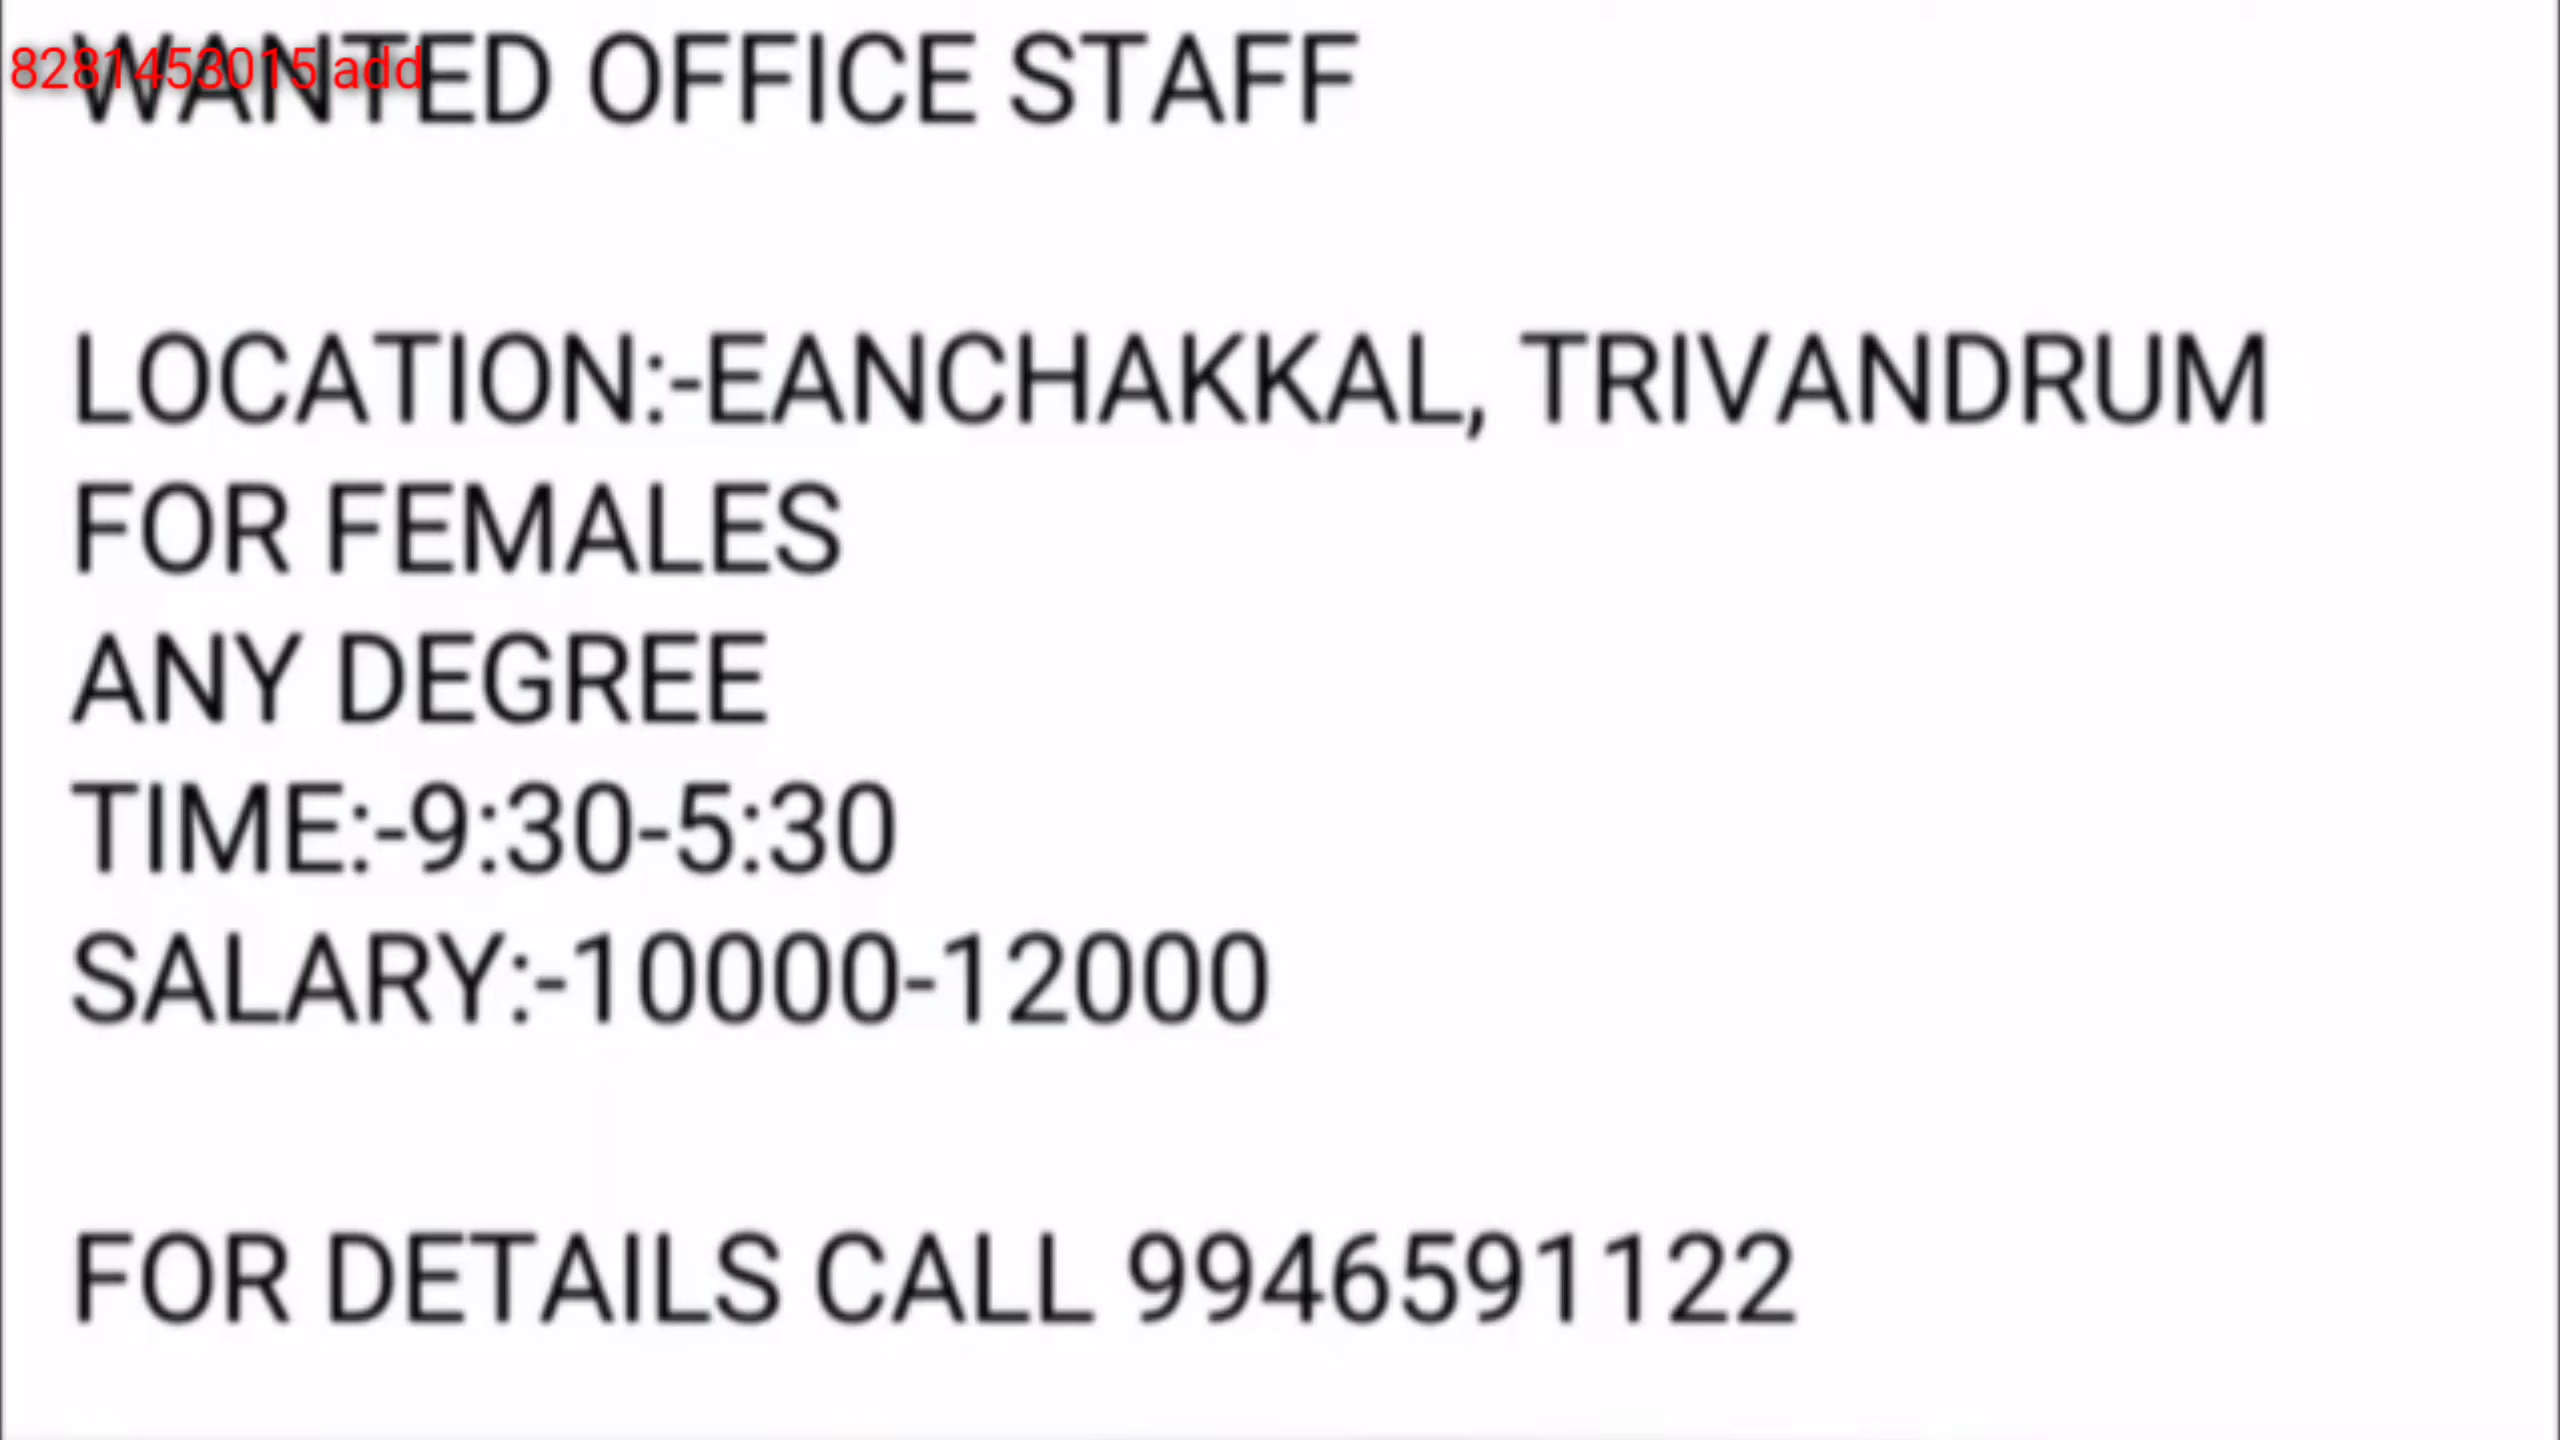 8281453015 add
WANTED OFFICE STAFF
LOCATION:-EANCHAKKAL, TRIVANDRUM
FOR FEMALES
ANY DEGREE
TIME:-9:30-5:30
SALARY:-10000-12000
FOR DETAILS CALL 9946591122